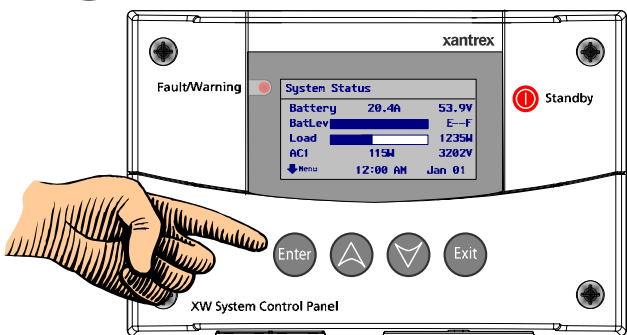 xantrex
Fault/Warning
System Status
Standby
Battery 20.4A 53.9V
BatLev E--F
Load 1235W
AC1 115W 3202V
Menu 12:00 AM Jan 01
Enter Exit
XW System Control Panel